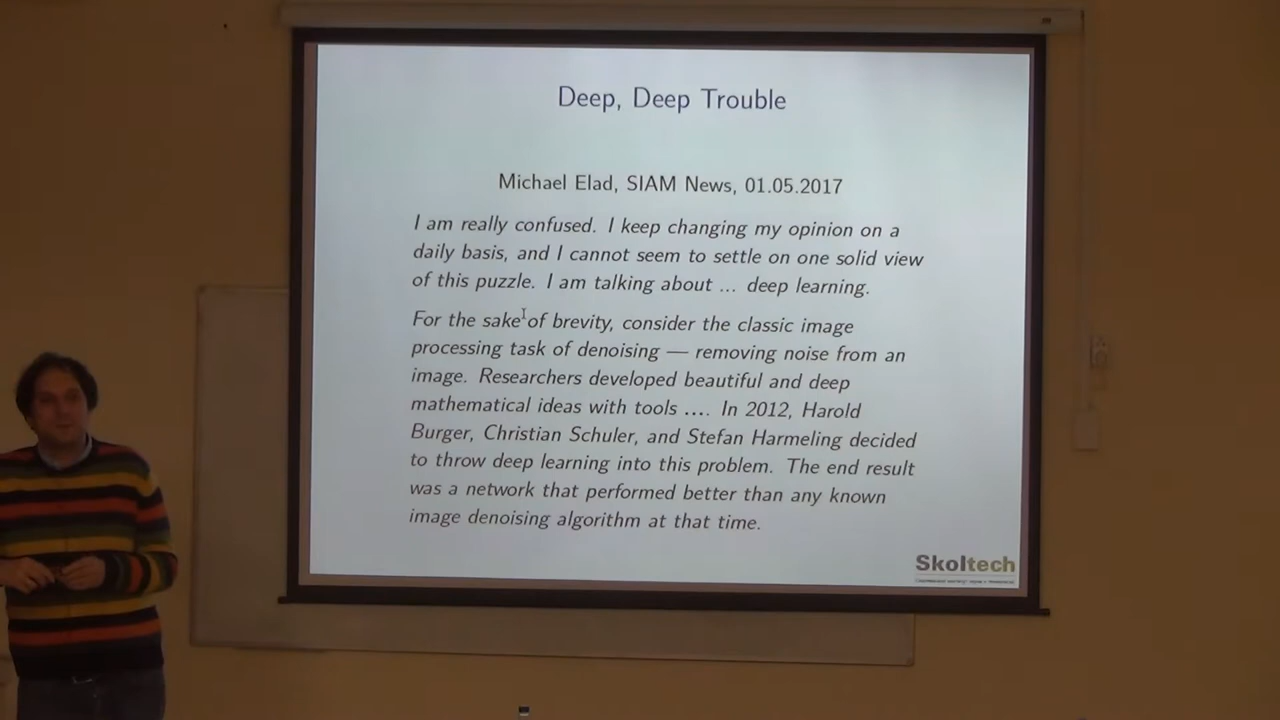 Deep, Deep Trouble
Michael Elad, SIAM News, 01.05.2017
I am really confused. I keep changing my opinion on a
daily basis, and I cannot seem to settle on one solid view
of this puzzle. I am talking about ... deep learning.
For the sake of brevity, consider the classic image
processing task of denoising — removing noise from an
image. Researchers developed beautiful and deep
mathematical ideas with tools .... In 2012, Harold
Burger, Christian Schuler, and Stefan Harmeling decided
to throw deep learning into this problem. The end result
was a network that performed better than any known
image denoising algorithm at that time.
Skoltech